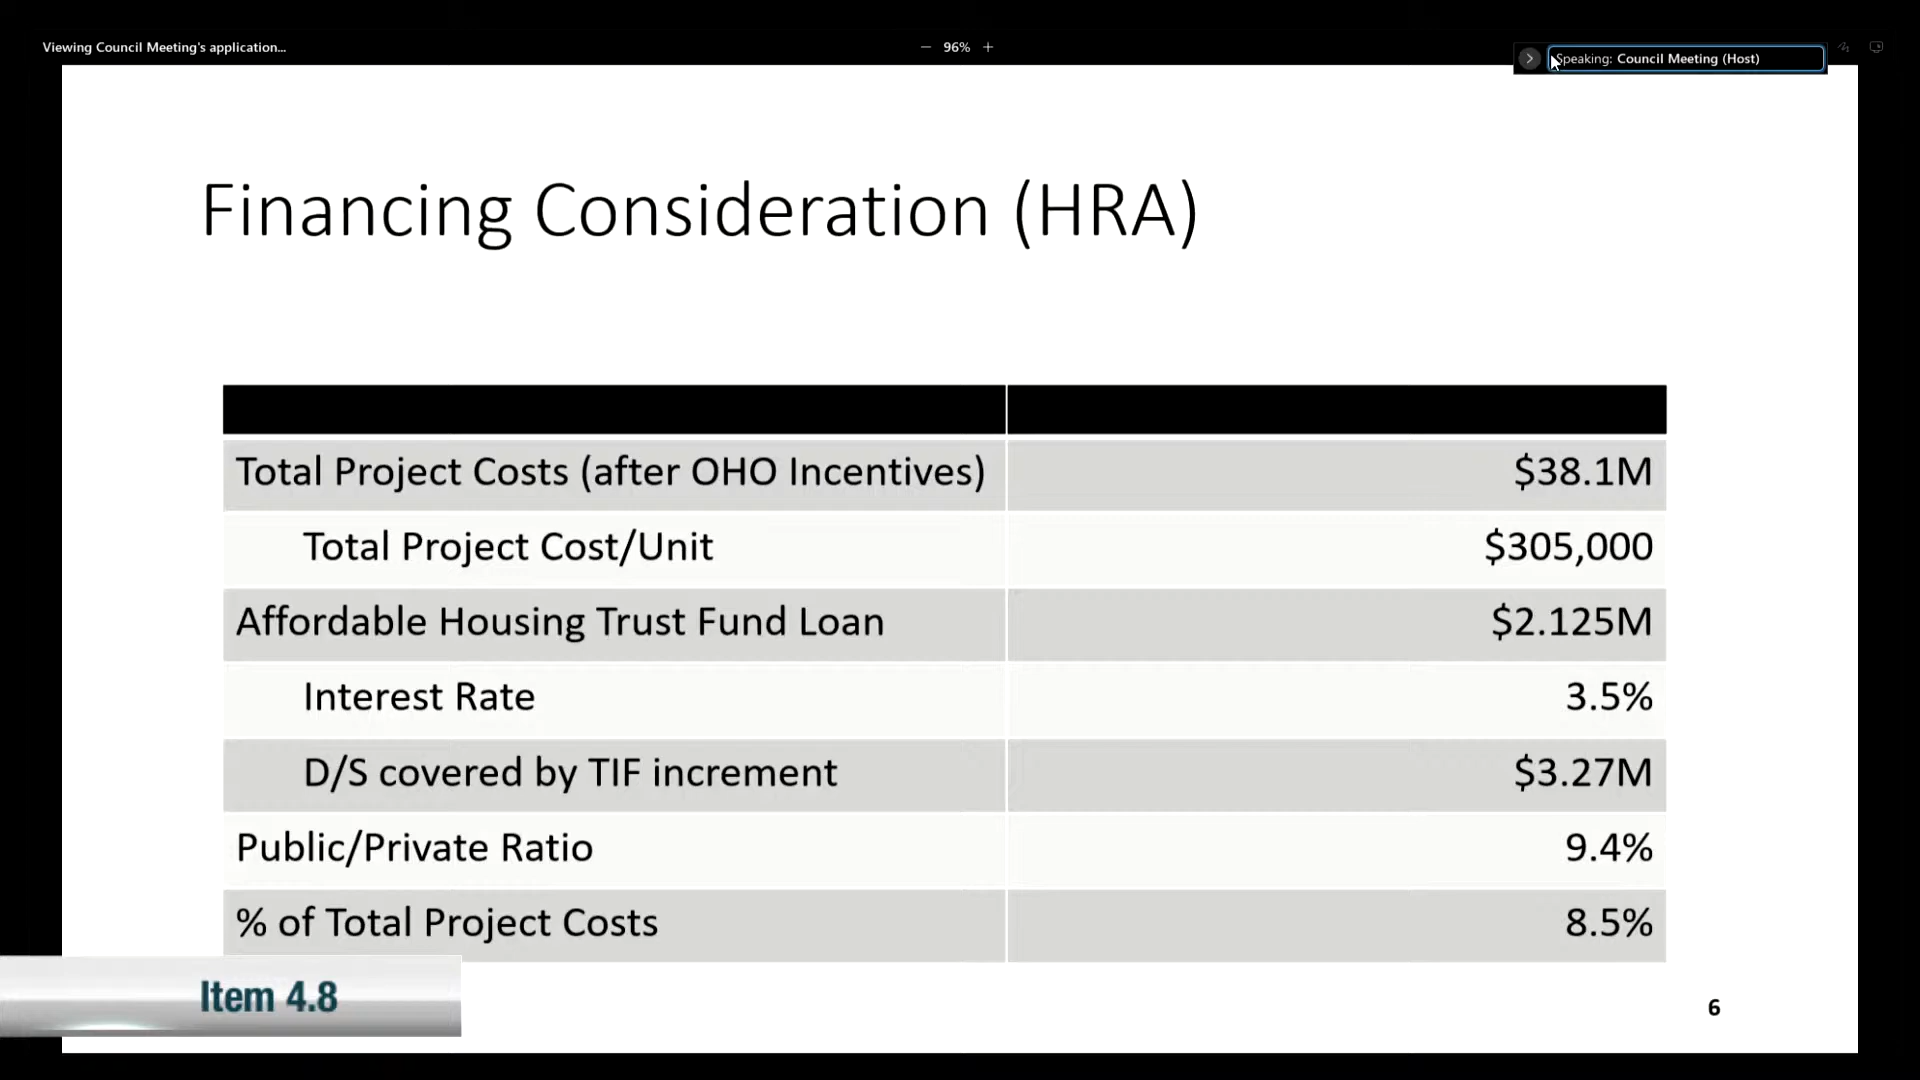 Viewing Council Meeting's application...
96%
Speaking: Council Meeting (Host)
Financing Consideration (HRA)
Total Project Costs (after OHO Incentives) $38.1M
Total Project Cost/Unit $305,000
Affordable Housing Trust Fund Loan $2.125M
Interest Rate 3.5%
D/S covered by TIF increment $3.27M
Public/Private Ratio 9.4%
% of Total Project Costs 8.5%
Item 4.8
6